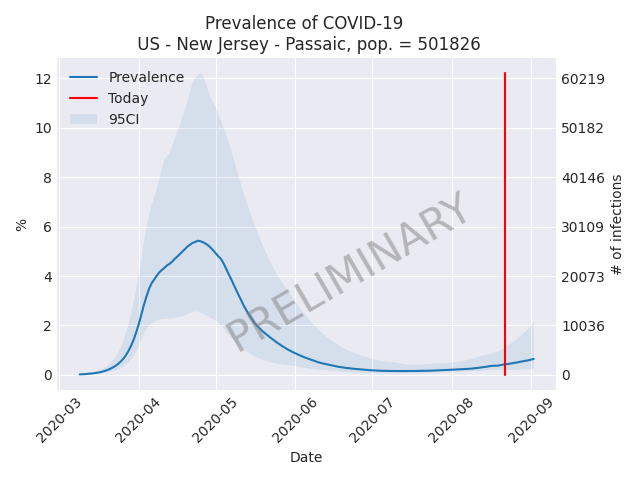 Prevalence of COVID-19
US - New Jersey - Passaic, pop. = 501826
Prevalence
Today
95CI
12
10
8
6
4
2
0
%
60219
50182
40146
30109
20073
10036
0
# of infections
PRELIMINARY
2020-03
2020-04
2020-05
2020-06
2020-07
2020-08
2020-09
Date